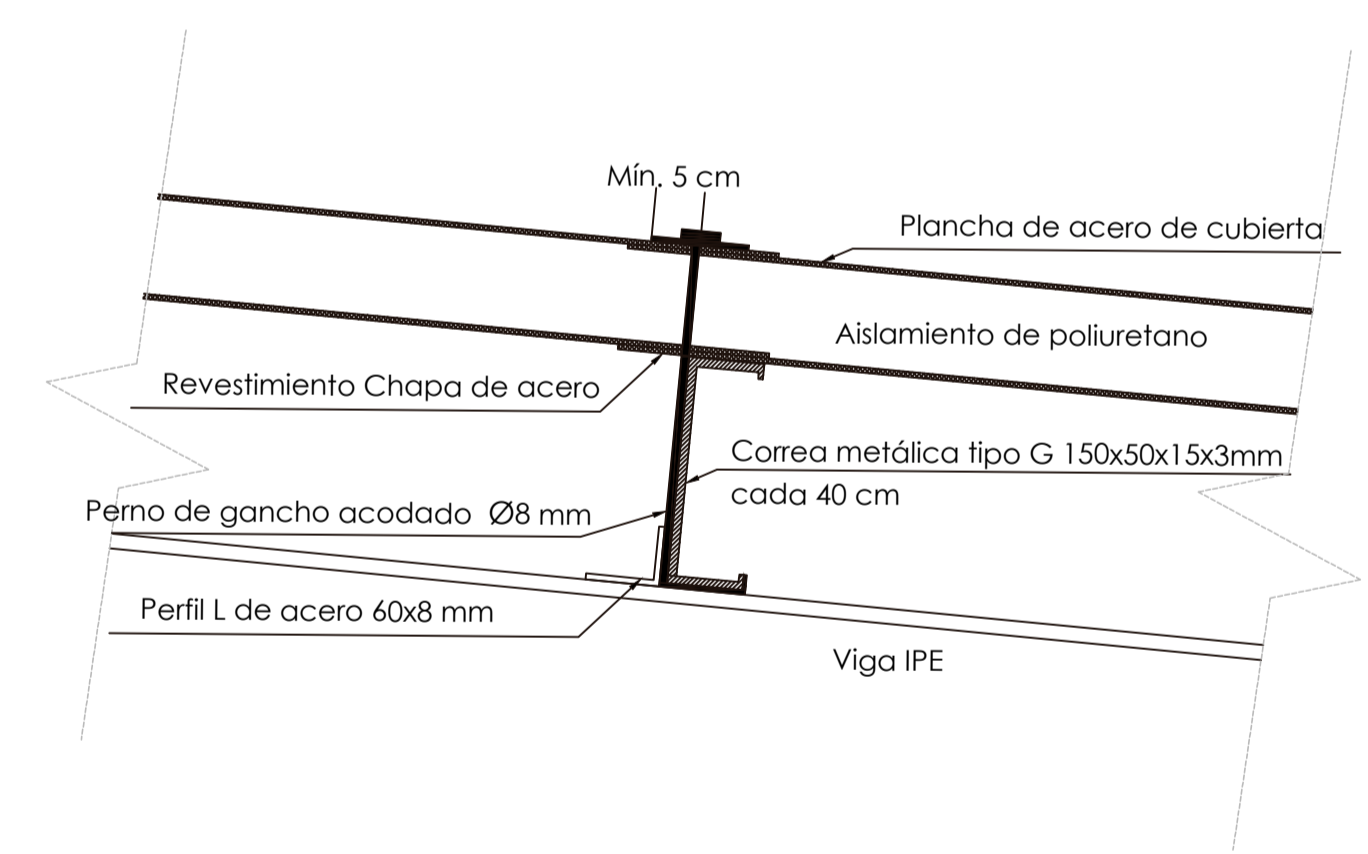 Mín. 5 cm
Plancha de acero de cubierta
Aislamiento de poliuretano
Revestimiento Chapa de acero
Correa metálica tipo G 150x50x15x3mm
cada 40 cm
Perno de gancho acodado Ø8 mm
Perfil L de acero 60x8 mm
Viga IPE